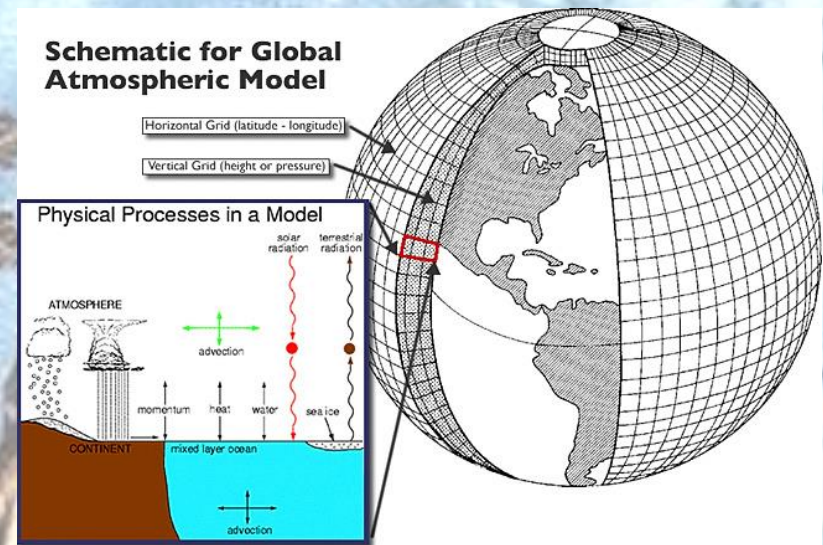 Schematic for Global
Atmospheric Model
Horizontal Grid (latitude - longitude)
Vertical Grid (height or pressure)
Physical Processes in a Model
solar
radiation
terrestrial
radiation
ATMOSPHERE
advection
momentum
heat
water
sea ice
CONTINENT
mixed layer ocean
advection